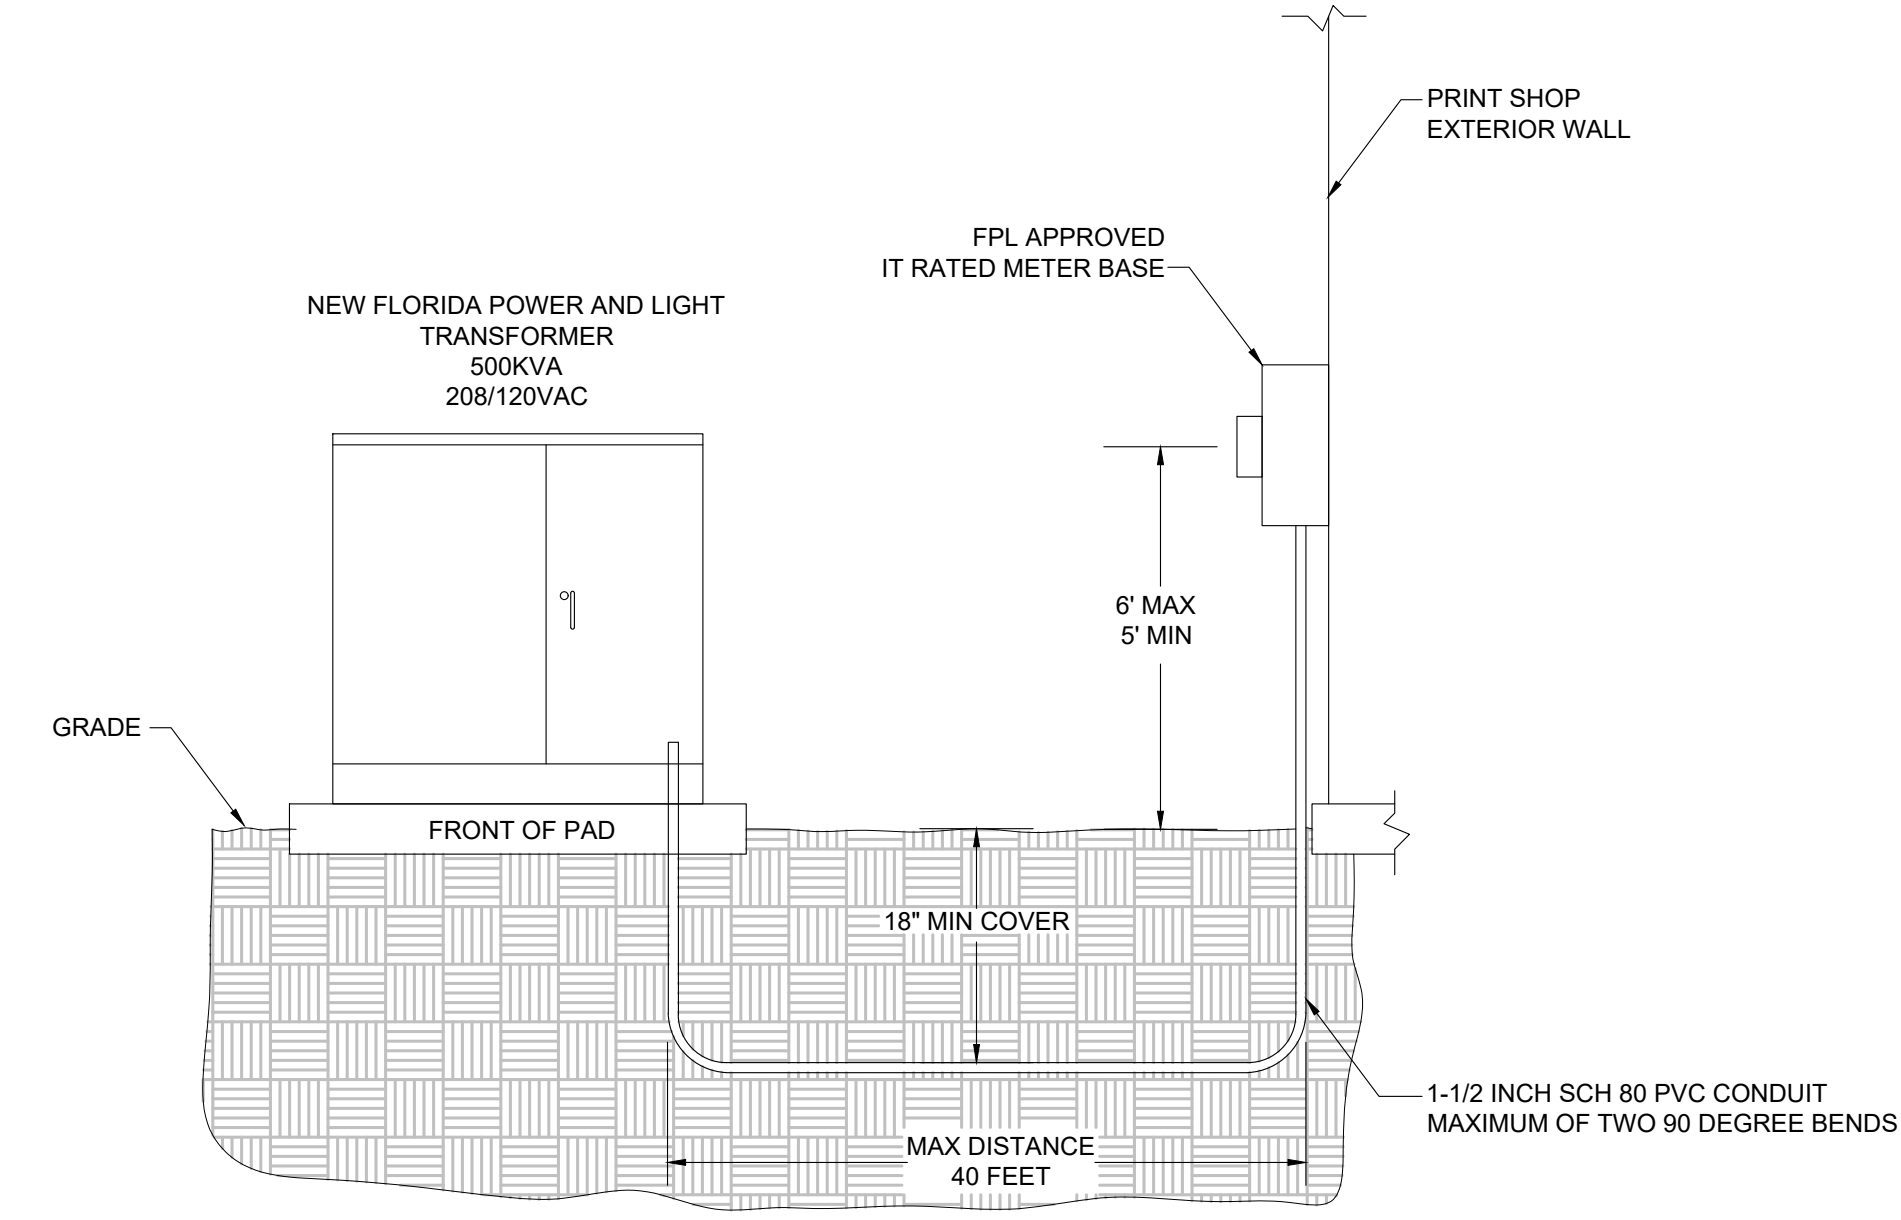 PRINT SHOP
EXTERIOR WALL
FPL APPROVED
IT RATED METER BASE
NEW FLORIDA POWER AND LIGHT
TRANSFORMER
500KVA
208/120VAC
6' MAX
5' MIN
GRADE
FRONT OF PAD
18" MIN COVER
1-1/2 INCH SCH 80 PVC CONDUIT
MAXIMUM OF TWO 90 DEGREE BENDS
MAX DISTANCE
40 FEET